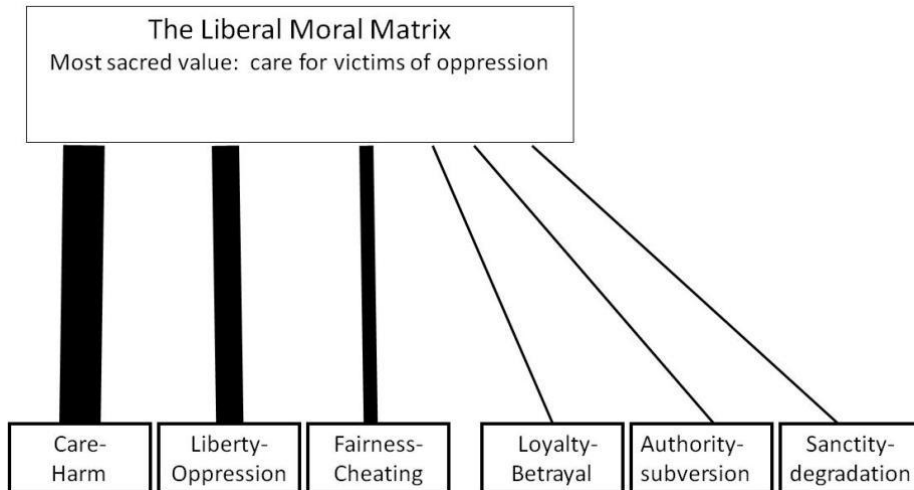 The Liberal Moral Matrix
Most sacred value: care for victims of oppression
Care-
Harm
Liberty-
Oppression
Fairness-
Cheating
Loyalty-
Betrayal
Authority-
subversion
Sanctity-
degradation